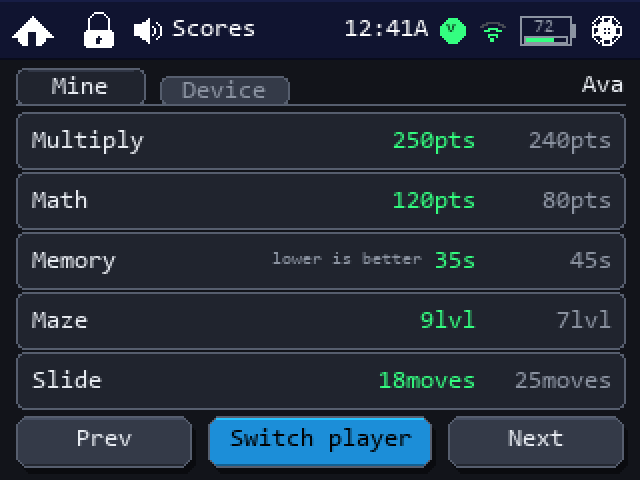 Scores 12:41A V 72
Mine Device Ava
Multiply 250pts 240pts
Math 120pts 80pts
Memory lower is better 35s 45s
Maze 9lvl 7lvl
Slide 18moves 25moves
Prev Switch player Next